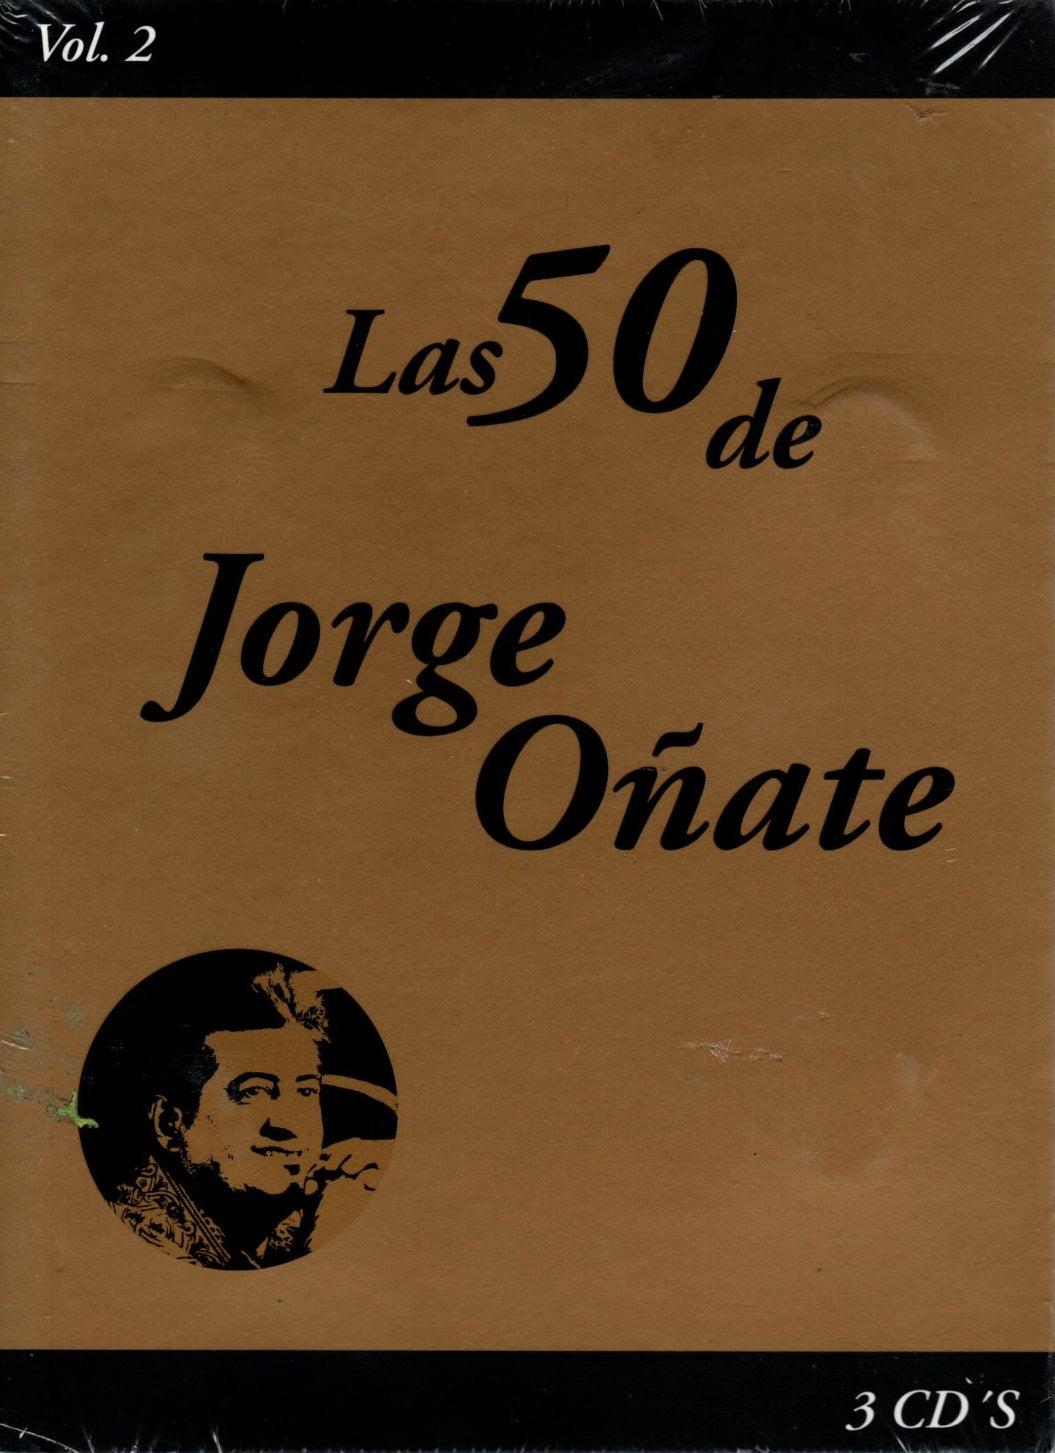 Vol. 2
Las 50 de
Jorge
Oñate
3 CD'S